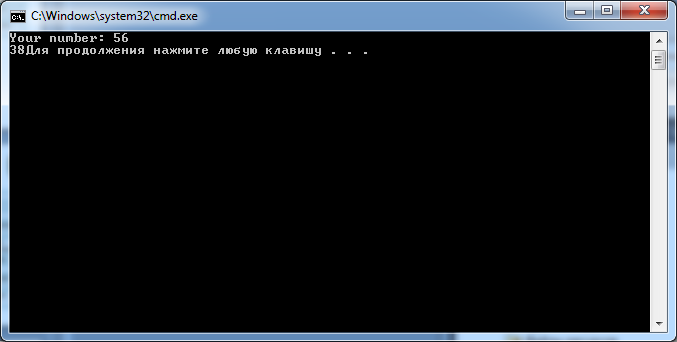 C:\Windows\system32\cmd.exe
Your number: 56
38Для продолжения нажмите любую клавишу . . .